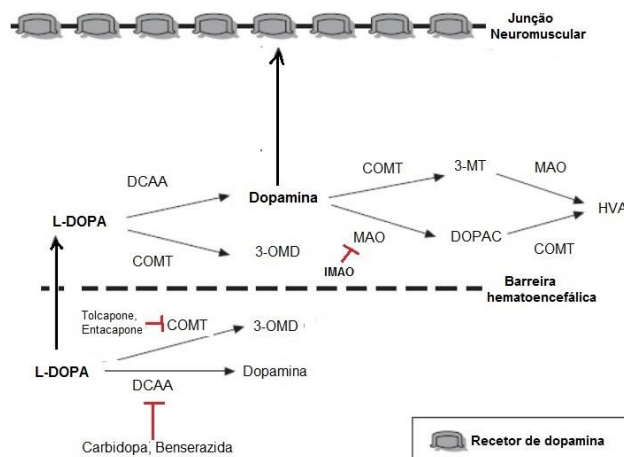 Junção
Neuromuscular
DCAA
COMT
3-MT
MAO
L-DOPA
Dopamina
HVA
COMT
3-OMD
MAO
DOPAC
COMT
IMAO
Barreira
hematoencefálica
Tolcapone,
Entacapone
COMT
3-OMD
L-DOPA
Dopamina
DCAA
Carbidopa, Benserazida
Recetor de dopamina